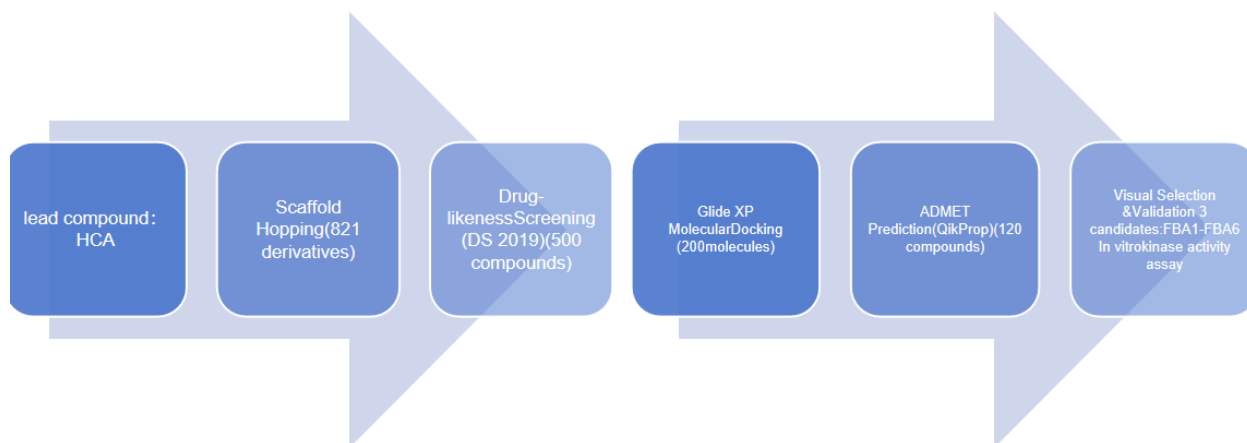 lead compound：
HCA
Scaffold
Hopping(821
derivatives)
Drug-
likenessScreening
(DS 2019)(500
compounds)
Glide XP
MolecularDocking
(200molecules)
ADMET
Prediction(QikProp)(120
compounds)
Visual Selection
&Validation 3
candidates:FBA1-FBA6
In vitrokinase activity
assay